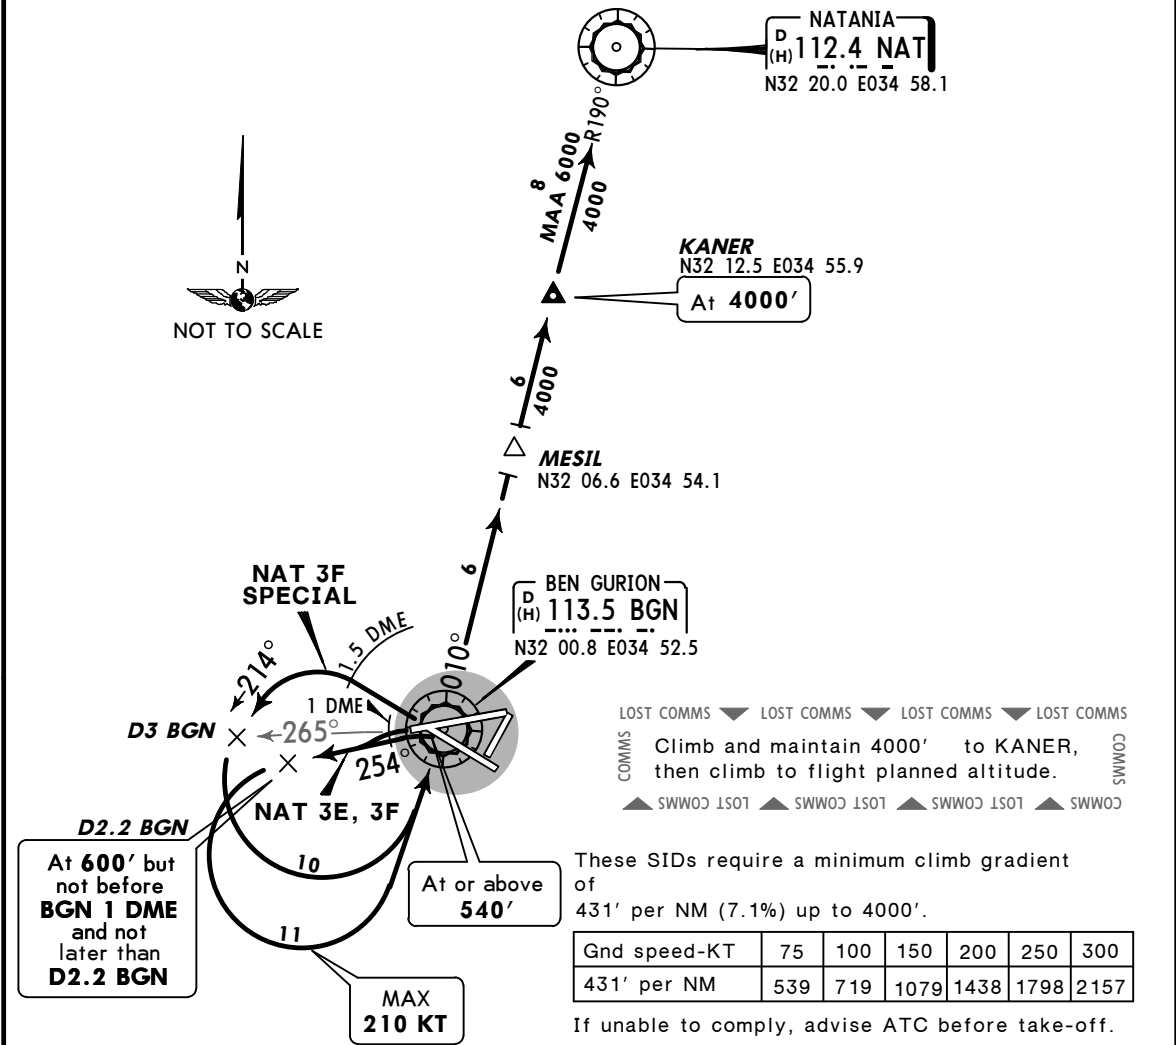 NATANIA
D
(H) 112.4 NAT
N32 20.0 E034 58.1
R190°
8
MAA 6000
4000
N
NOT TO SCALE
KANER
N32 12.5 E034 55.9
At 4000′
6
4000
MESIL
N32 06.6 E034 54.1
6
NAT 3F
SPECIAL
BEN GURION
D
(H) 113.5 BGN
N32 00.8 E034 52.5
010°
1.5 DME
214°
1 DME
D3 BGN
265°
254°
NAT 3E, 3F
D2.2 BGN
At 600′ but
not before
BGN 1 DME
and not
later than
D2.2 BGN
10
11
At or above
540′
MAX
210 KT
LOST COMMS LOST COMMS LOST COMMS LOST COMMS
COMMS
Climb and maintain 4000′ to KANER,
then climb to flight planned altitude.
COMMS
COMMS LOST COMMS LOST COMMS LOST COMMS
These SIDs require a minimum climb gradient
of
431′ per NM (7.1%) up to 4000′.
Gnd speed-KT 75 100 150 200 250 300
431′ per NM 539 719 1079 1438 1798 2157
If unable to comply, advise ATC before take-off.